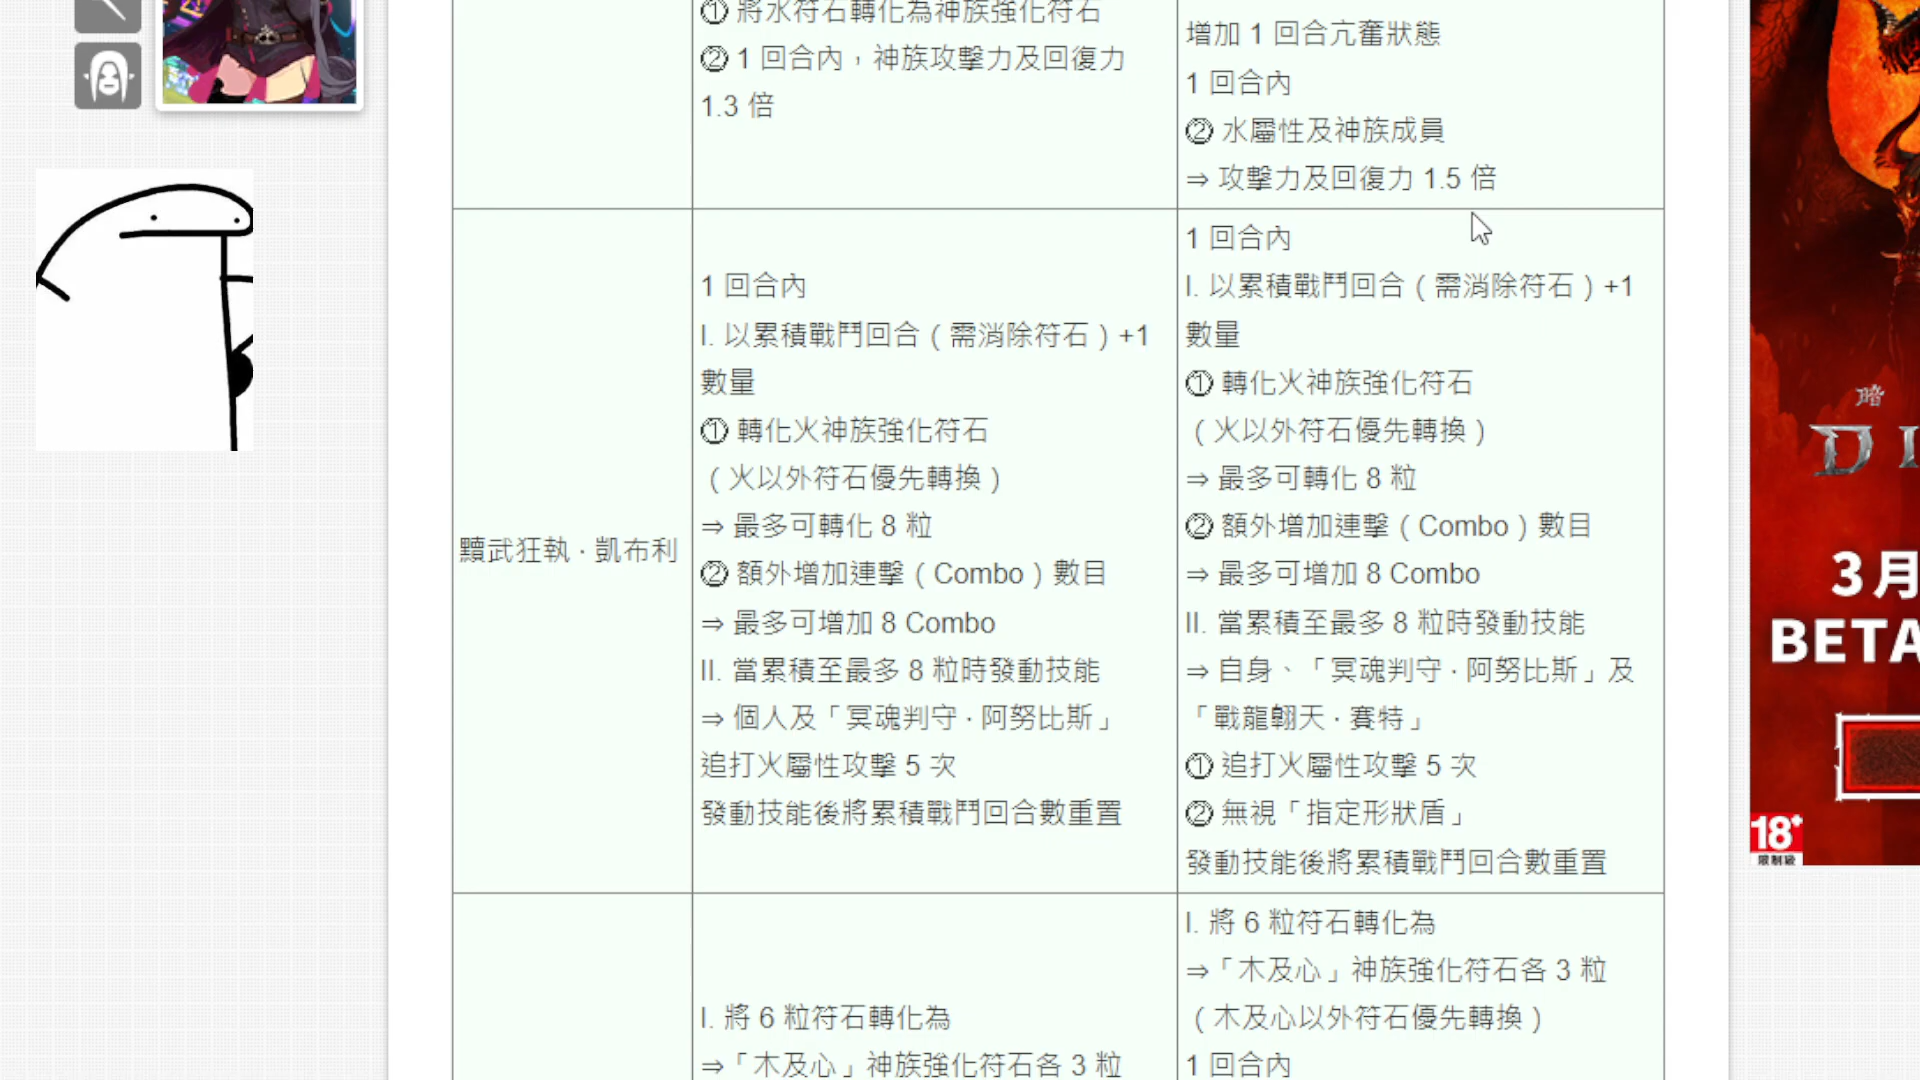 ① 將水符石轉化為神族強化符石
② 1 回合內，神族攻擊力及回復力
1.3 倍
增加 1 回合亢奮狀態
1 回合內
② 水屬性及神族成員
⇒ 攻擊力及回復力 1.5 倍
黷武狂執 · 凱布利
1 回合內
I. 以累積戰鬥回合（需消除符石）+1
數量
① 轉化火神族強化符石
（火以外符石優先轉換）
⇒ 最多可轉化 8 粒
② 額外增加連擊（Combo）數目
⇒ 最多可增加 8 Combo
II. 當累積至最多 8 粒時發動技能
⇒ 個人及「冥魂判守 · 阿努比斯」
追打火屬性攻擊 5 次
發動技能後將累積戰鬥回合數重置
1 回合內
I. 以累積戰鬥回合（需消除符石）+1
數量
① 轉化火神族強化符石
（火以外符石優先轉換）
⇒ 最多可轉化 8 粒
② 額外增加連擊（Combo）數目
⇒ 最多可增加 8 Combo
II. 當累積至最多 8 粒時發動技能
⇒ 自身、「冥魂判守 · 阿努比斯」及
「戰龍翺天 · 賽特」
① 追打火屬性攻擊 5 次
② 無視「指定形狀盾」
發動技能後將累積戰鬥回合數重置
I. 將 6 粒符石轉化為
⇒「木及心」神族強化符石各 3 粒
I. 將 6 粒符石轉化為
⇒「木及心」神族強化符石各 3 粒
（木及心以外符石優先轉換）
1 回合內
暗
DI
3月
BETA
18+
限制級